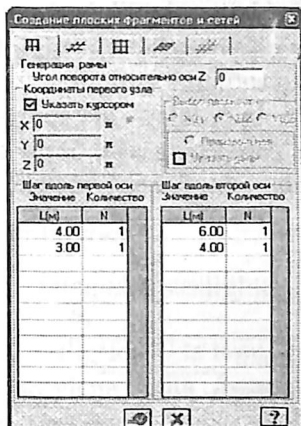 Создание плоских фрагментов и сетей
Генерация рамы
Угол поворота относительно оси Z 0
Координаты первого узла
Указать курсором
X 0 м
Y 0 м
Z 0 м
Шаг вдоль первой оси
Значение Количество
L(м) N
4.00 1
3.00 1
Шаг вдоль второй оси
Значение Количество
L(м) N
6.00 1
4.00 1
?